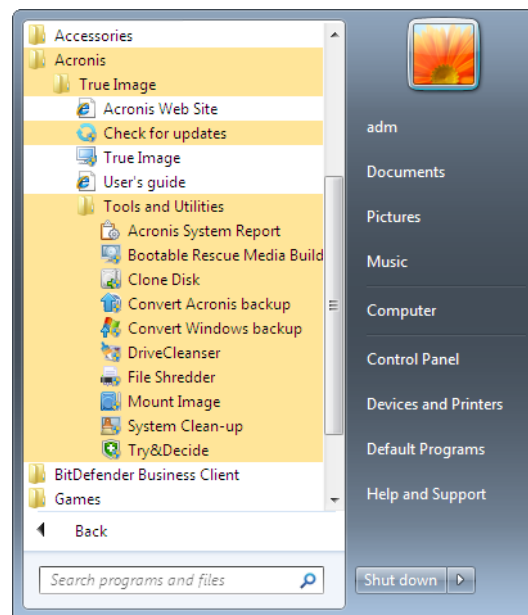 Accessories
Acronis
True Image
Acronis Web Site
Check for updates
True Image
User's guide
Tools and Utilities
Acronis System Report
Bootable Rescue Media Build
Clone Disk
Convert Acronis backup
Convert Windows backup
DriveCleanser
File Shredder
Mount Image
System Clean-up
Try&Decide
BitDefender Business Client
Games
Back
Search programs and files
adm
Documents
Pictures
Music
Computer
Control Panel
Devices and Printers
Default Programs
Help and Support
Shut down